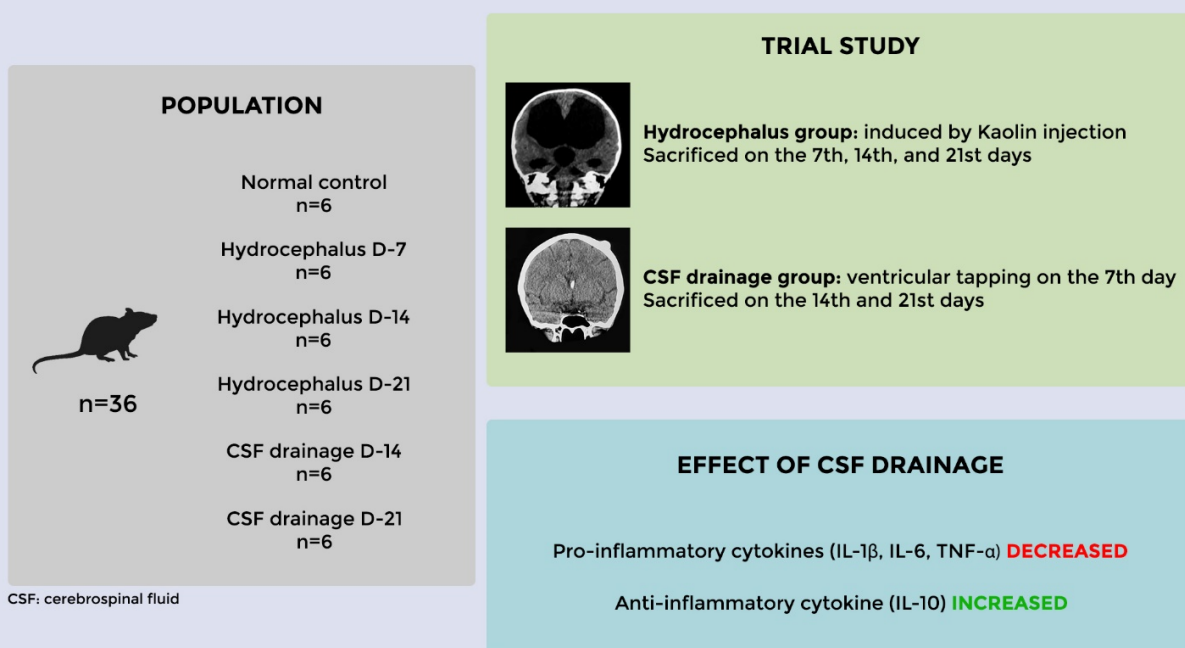 POPULATION
Normal control
n=6
Hydrocephalus D-7
n=6
Hydrocephalus D-14
n=6
Hydrocephalus D-21
n=6
CSF drainage D-14
n=6
CSF drainage D-21
n=6
n=36
CSF: cerebrospinal fluid
TRIAL STUDY
Hydrocephalus group: induced by Kaolin injection
Sacrificed on the 7th, 14th, and 21st days
CSF drainage group: ventricular tapping on the 7th day
Sacrificed on the 14th and 21st days
EFFECT OF CSF DRAINAGE
Pro-inflammatory cytokines (IL-1β, IL-6, TNF-α) DECREASED
Anti-inflammatory cytokine (IL-10) INCREASED